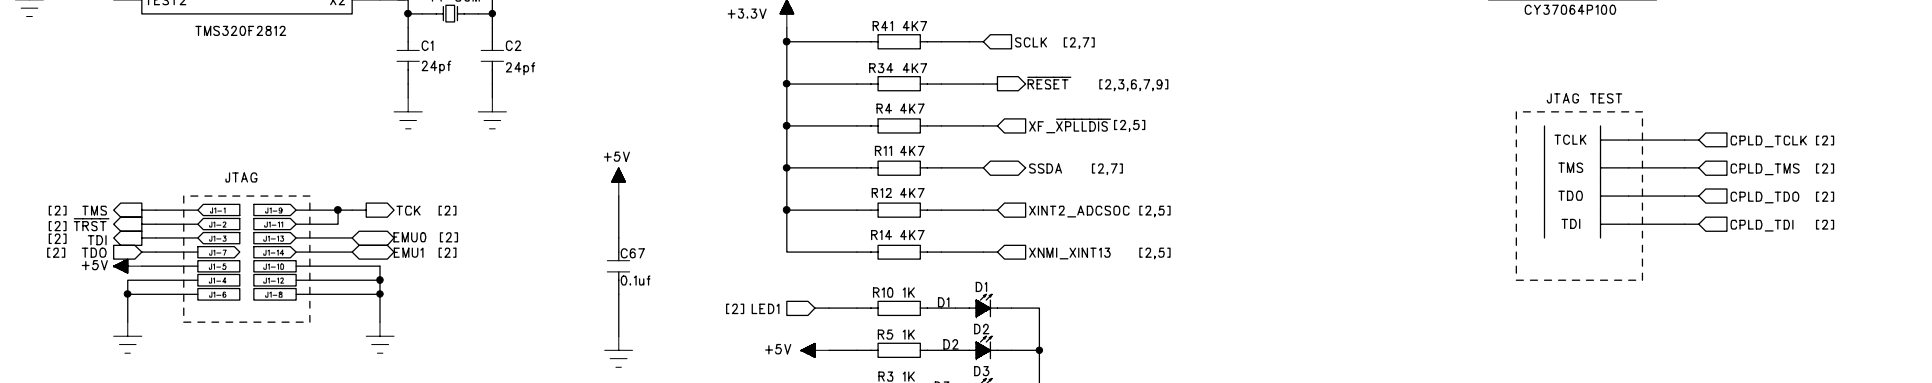 TEST2 X2
TMS320F2812
C1
24pf
C2
24pf
JTAG
[2] TMS J1-1 J1-9 TCK [2]
[2] TRST J1-2 J1-11
[2] TDI J1-3 J1-13 EMU0 [2]
[2] TDO J1-7 J1-14 EMU1 [2]
+5V J1-5 J1-10
J1-4 J1-12
J1-6 J1-8
+5V
C67
0.1uf
+3.3V
R41 4K7 SCLK [2,7]
R34 4K7 RESET [2,3,6,7,9]
R4 4K7 XF_XPLLDIS [2,5]
R11 4K7 SSDA [2,7]
R12 4K7 XINT2_ADCSOC [2,5]
R14 4K7 XNMI_XINT13 [2,5]
[2] LED1 R10 1K D1 D1
+5V R5 1K D2 D2
R3 1K D3
CY37064P100
JTAG TEST
TCLK CPLD_TCLK [2]
TMS CPLD_TMS [2]
TDO CPLD_TDO [2]
TDI CPLD_TDI [2]